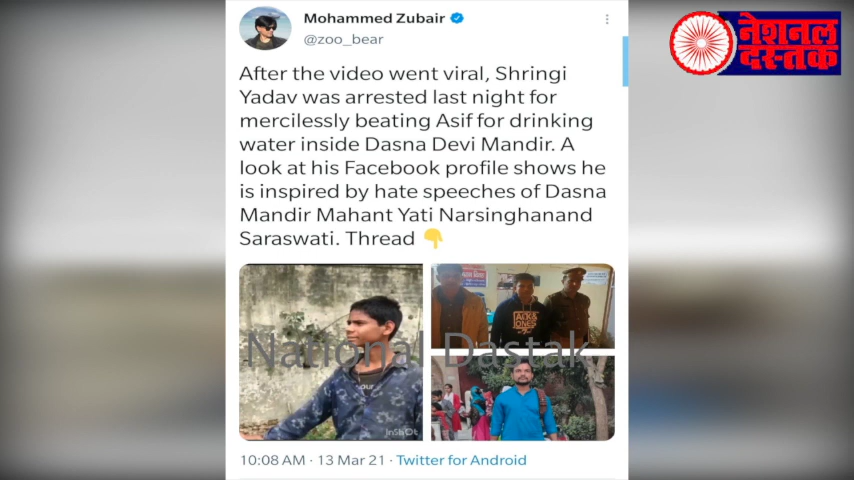 Mohammed Zubair
@zoo_bear
नेशनल
दस्तक
After the video went viral, Shringi
Yadav was arrested last night for
mercilessly beating Asif for drinking
water inside Dasna Devi Mandir. A
look at his Facebook profile shows he
is inspired by hate speeches of Dasna
Mandir Mahant Yati Narsinghanand
Saraswati. Thread 👇
National Dastak
InShOt
10:08 AM · 13 Mar 21 · Twitter for Android